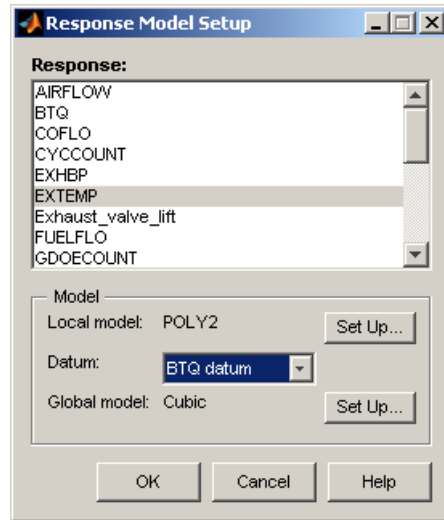 Response Model Setup
Response:
AIRFLOW
BTQ
COFLO
CYCCOUNT
EXHBP
EXTEMP
Exhaust_valve_lift
FUELFLO
GDOECOUNT
Model
Local model: POLY2 Set Up...
Datum: BTQ datum
Global model: Cubic Set Up...
OK Cancel Help